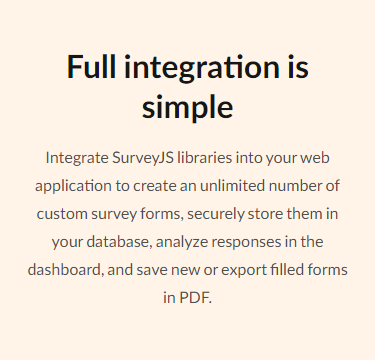 Full integration is
simple
Integrate SurveyJS libraries into your web
application to create an unlimited number of
custom survey forms, securely store them in
your database, analyze responses in the
dashboard, and save new or export filled forms
in PDF.